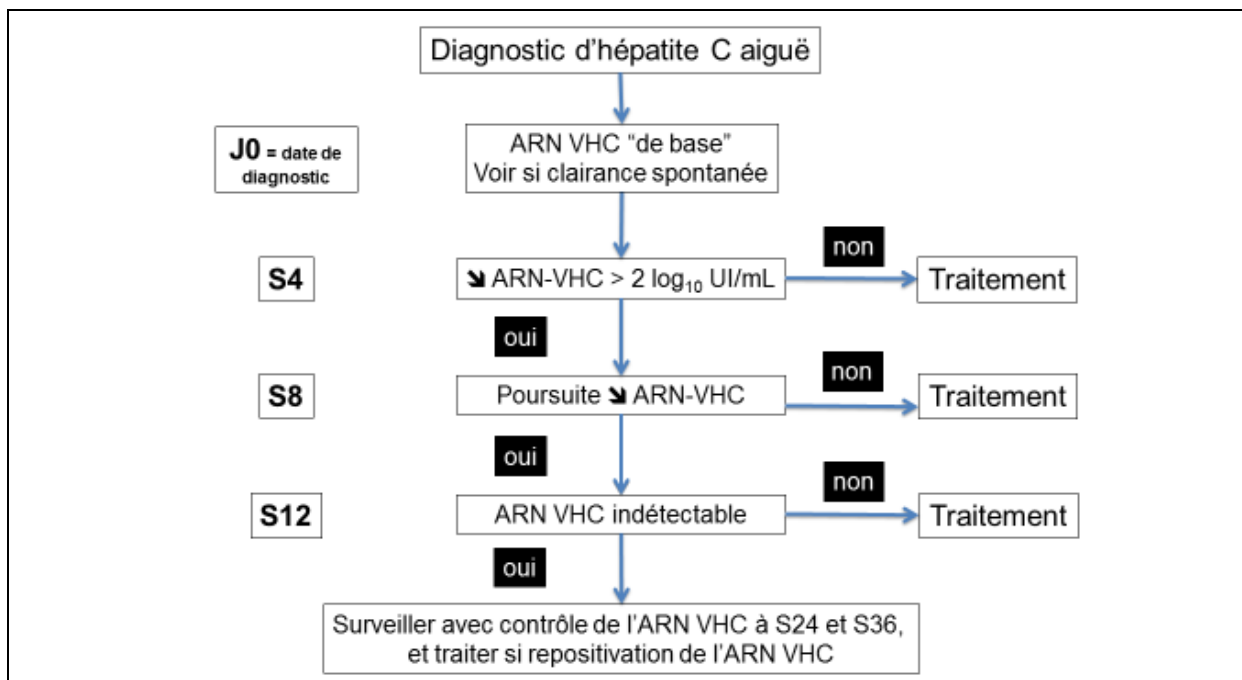 Diagnostic d'hépatite C aiguë
J0 = date de
diagnostic
ARN VHC “de base”
Voir si clairance spontanée
S4
➘ ARN-VHC > 2 log₁₀ UI/mL
non
Traitement
oui
S8
Poursuite ➘ ARN-VHC
non
Traitement
oui
S12
ARN VHC indétectable
non
Traitement
oui
Surveiller avec contrôle de l'ARN VHC à S24 et S36,
et traiter si repositivation de l'ARN VHC